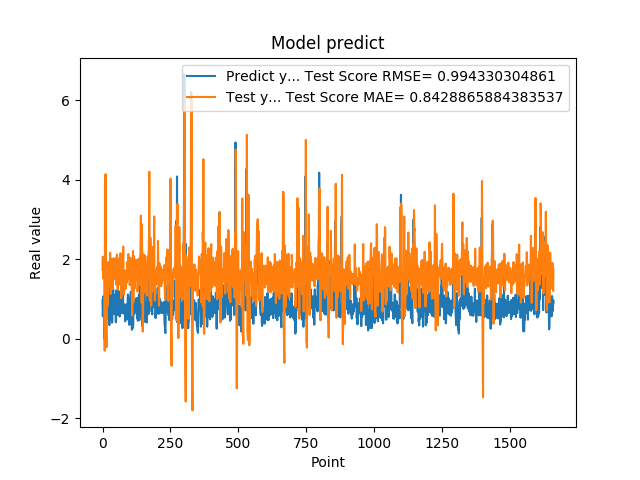 Model predict
Predict y... Test Score RMSE= 0.994330304861
Test y... Test Score MAE= 0.8428865884383537
Real value
6
4
2
0
−2
0 250 500 750 1000 1250 1500
Point